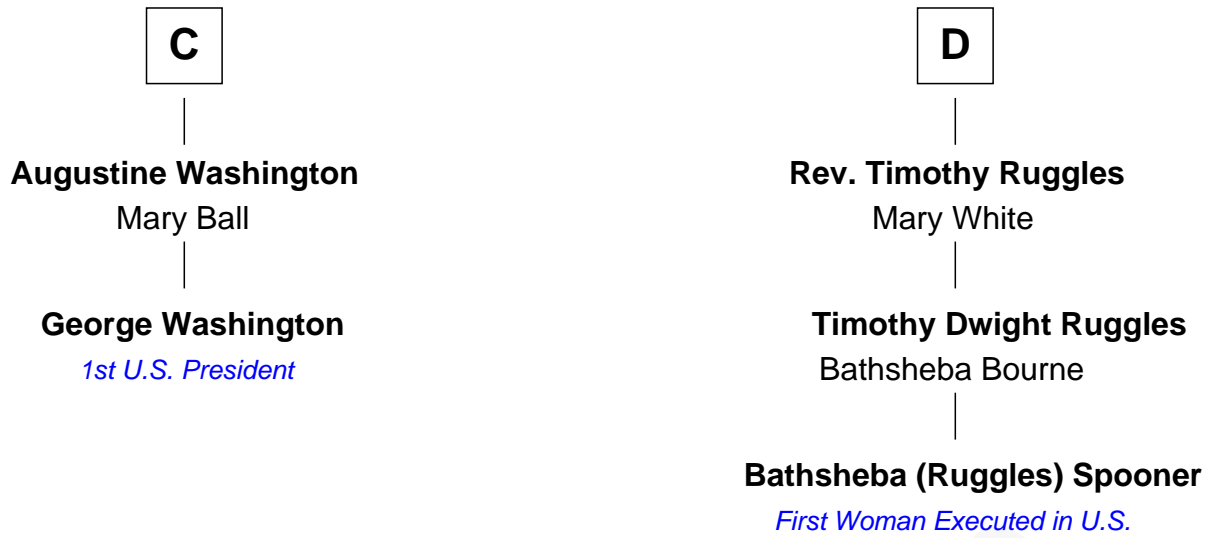 C
Augustine Washington
Mary Ball
George Washington
1st U.S. President
D
Rev. Timothy Ruggles
Mary White
Timothy Dwight Ruggles
Bathsheba Bourne
Bathsheba (Ruggles) Spooner
First Woman Executed in U.S.